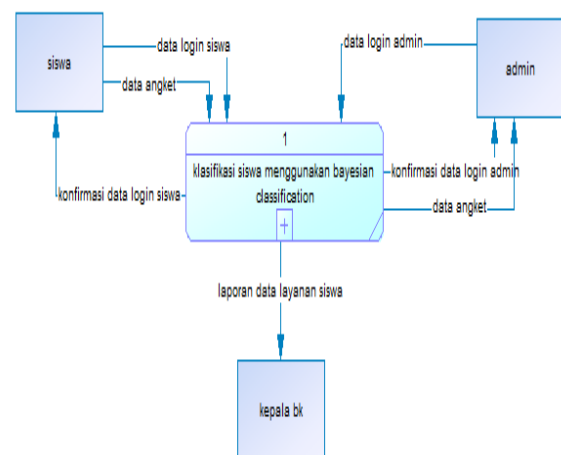 siswa
data login siswa
data angket
data login admin
admin
1
klasifikasi siswa menggunakan bayesian
classification
konfirmasi data login siswa
konfirmasi data login admin
data angket
laporan data layanan siswa
kepala bk